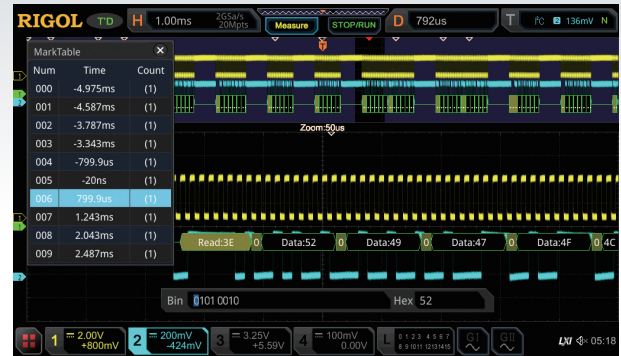 RIGOL T'D H 1.00ms 2GSa/s 20Mpts Measure STOP/RUN D 792us T I²C 2 136mV N
MarkTable ×
Num Time Count
000 -4.975ms (1)
001 -4.587ms (1)
002 -3.787ms (1)
003 -3.343ms (1)
004 -799.9us (1)
005 -20ns (1)
006 799.9us (1)
007 1.243ms (1)
008 2.043ms (1)
009 2.487ms (1)
Zoom:50us
Read:3E 0 Data:52 0 Data:49 0 Data:47 0 Data:4F 0 4C
Bin 0101 0010 Hex 52
1 2.00V +800mV
2 200mV -424mV
3 3.25V +5.59V
4 100mV 0.00V
L 0 1 2 3 4 5 6 7
8 9 10 11 12 13 14 15
GI GII LXI 05:18